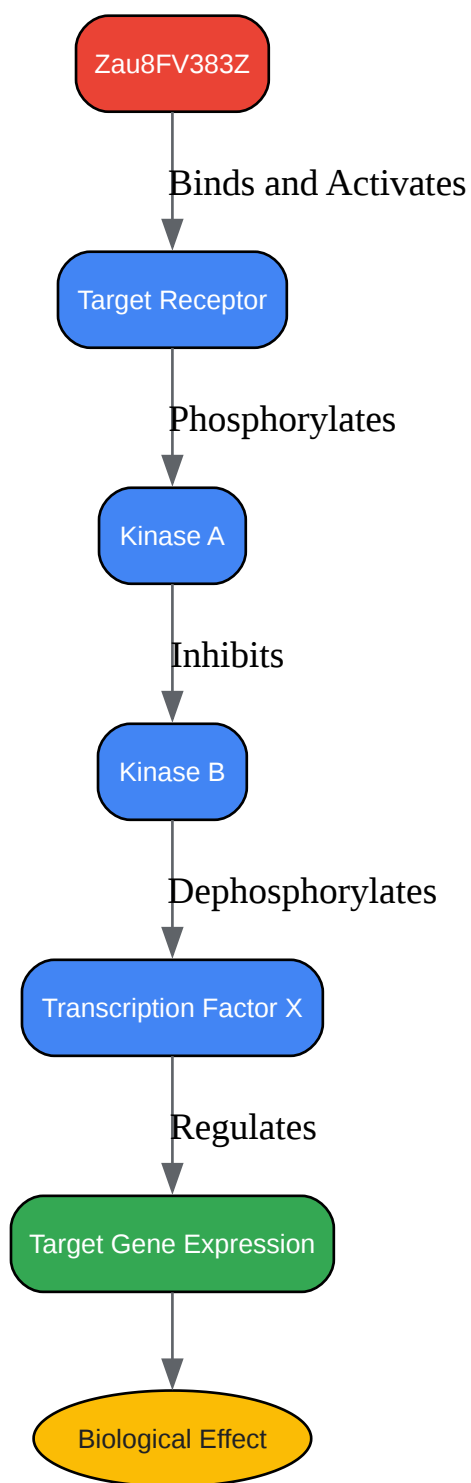 Zau8FV383Z
Binds and Activates
Target Receptor
Phosphorylates
Kinase A
Inhibits
Kinase B
Dephosphorylates
Transcription Factor X
Regulates
Target Gene Expression
Biological Effect